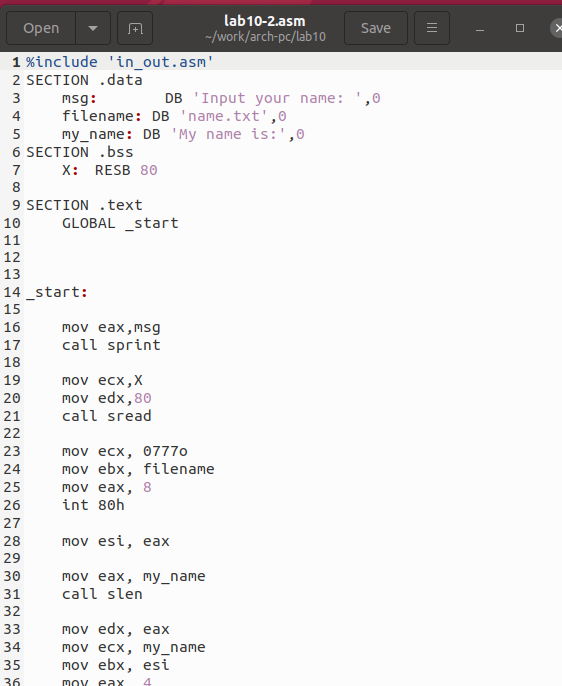 Open
lab10-2.asm
~/work/arch-pc/lab10
Save
1 %include 'in_out.asm'
2 SECTION .data
3     msg:        DB 'Input your name: ',0
4     filename: DB 'name.txt',0
5     my_name: DB 'My name is:',0
6 SECTION .bss
7     X:  RESB 80
8
9 SECTION .text
10     GLOBAL _start
11
12
13
14 _start:
15
16     mov eax,msg
17     call sprint
18
19     mov ecx,X
20     mov edx,80
21     call sread
22
23     mov ecx, 0777o
24     mov ebx, filename
25     mov eax, 8
26     int 80h
27
28     mov esi, eax
29
30     mov eax, my_name
31     call slen
32
33     mov edx, eax
34     mov ecx, my_name
35     mov ebx, esi
36     mov eax, 4